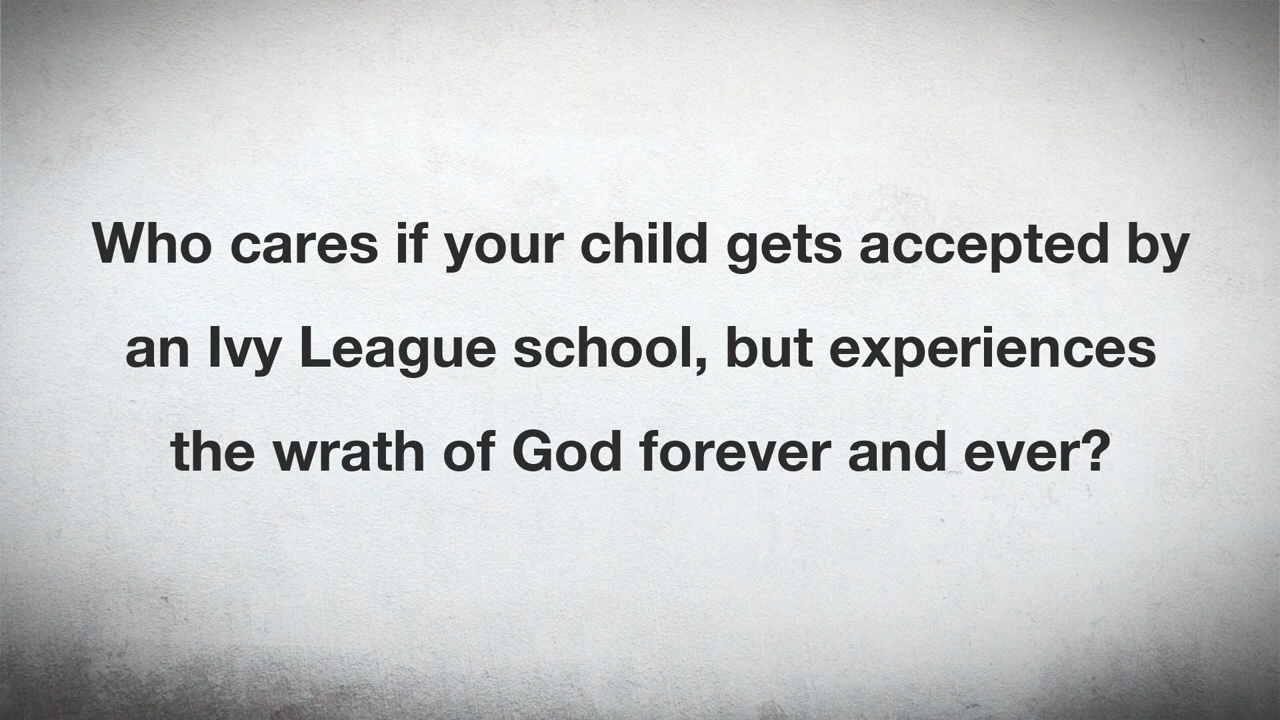 Who cares if your child gets accepted by
an Ivy League school, but experiences
the wrath of God forever and ever?